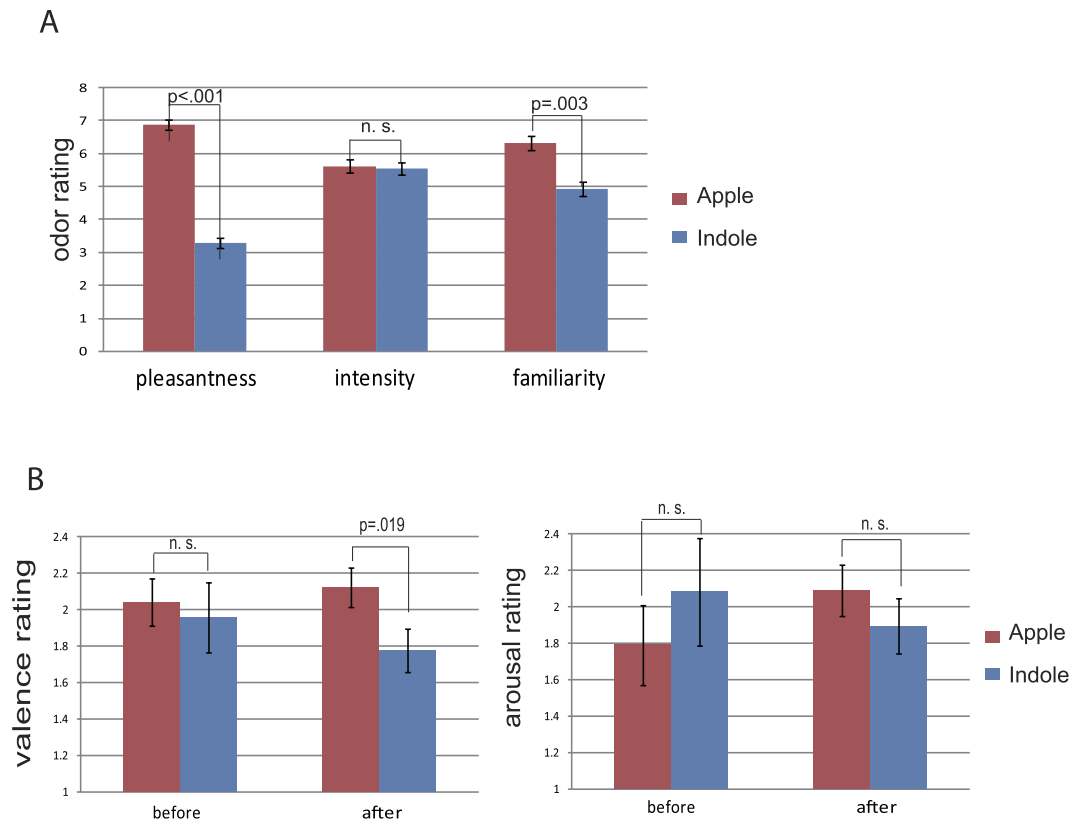 A
odor rating
8
7
6
5
4
3
2
1
0
p<.001
n. s.
p=.003
pleasantness
intensity
familiarity
Apple
Indole
B
valence rating
2.4
2.2
2
1.8
1.6
1.4
1.2
1
n. s.
p=.019
before
after
arousal rating
2.4
2.2
2
1.8
1.6
1.4
1.2
1
n. s.
n. s.
before
after
Apple
Indole